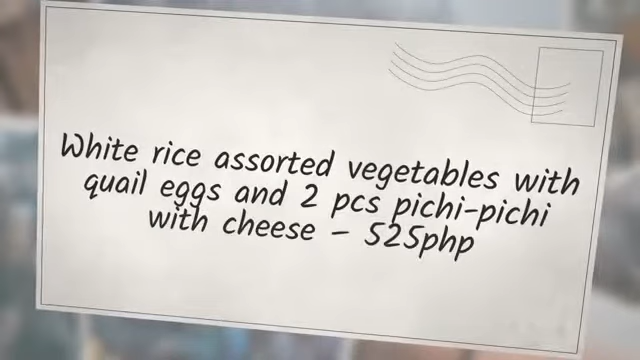 White rice assorted vegetables with
quail eggs and 2 pcs pichi-pichi
with cheese - 525php